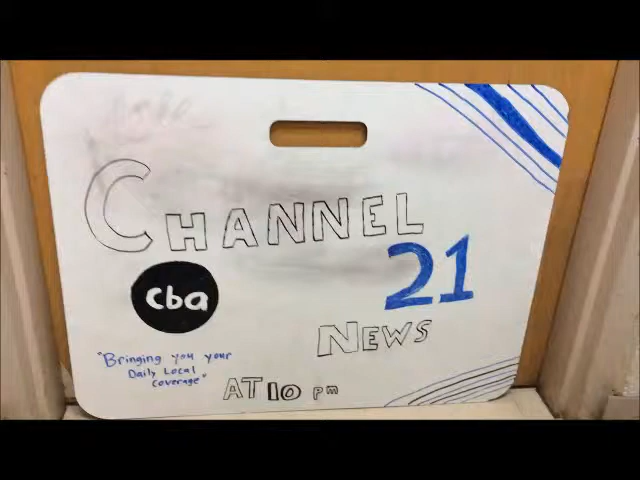 CHANNEL
21
cba
NEWS
"Bringing you your
Daily Local
coverage"
AT 10 pm